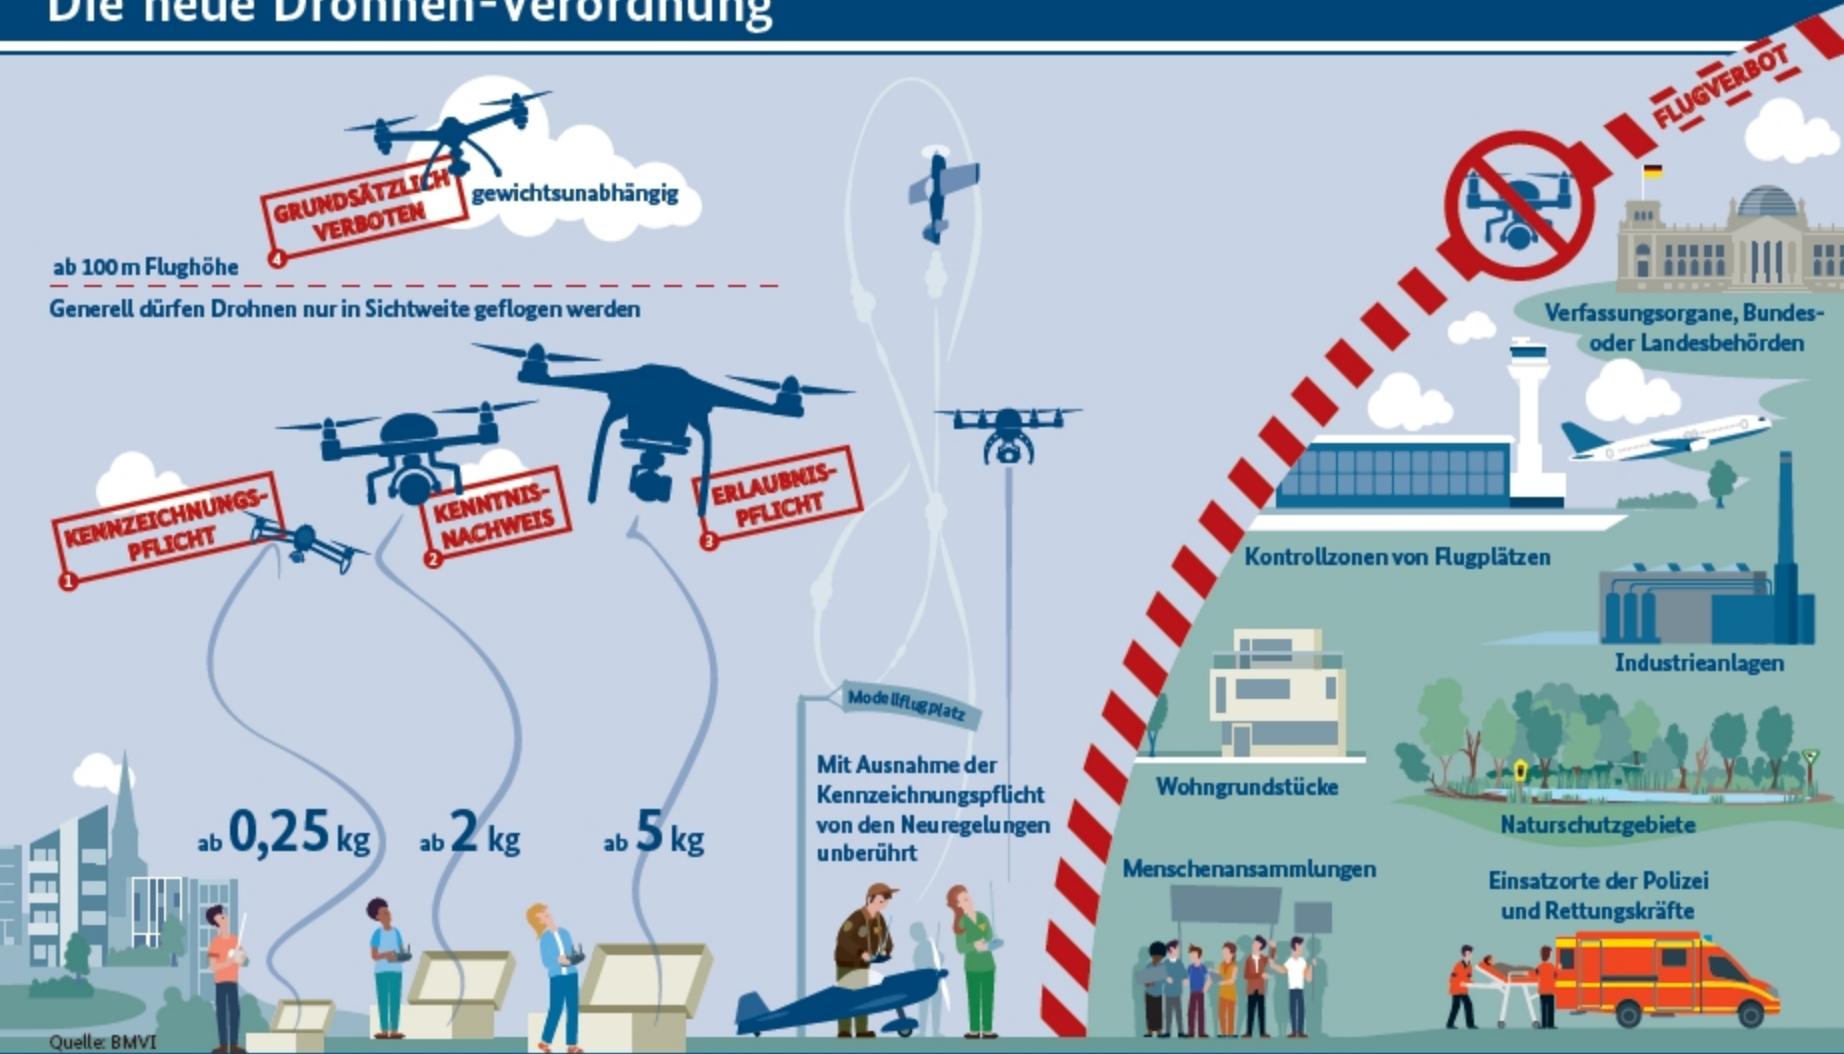 Die neue Drohnen-Verordnung
FLUGVERBOT
GRUNDSÄTZLICH
VERBOTEN
4
gewichtsunabhängig
ab 100 m Flughöhe
Generell dürfen Drohnen nur in Sichtweite geflogen werden
KENNZEICHNUNGS-
PFLICHT
1
KENNTNIS-
NACHWEIS
2
ERLAUBNIS-
PFLICHT
3
ab 0,25 kg
ab 2 kg
ab 5 kg
Modellflugplatz
Mit Ausnahme der
Kennzeichnungspflicht
von den Neuregelungen
unberührt
Verfassungsorgane, Bundes-
oder Landesbehörden
Kontrollzonen von Flugplätzen
Industrieanlagen
Wohngrundstücke
Naturschutzgebiete
Menschenansammlungen
Einsatzorte der Polizei
und Rettungskräfte
Quelle: BMVI